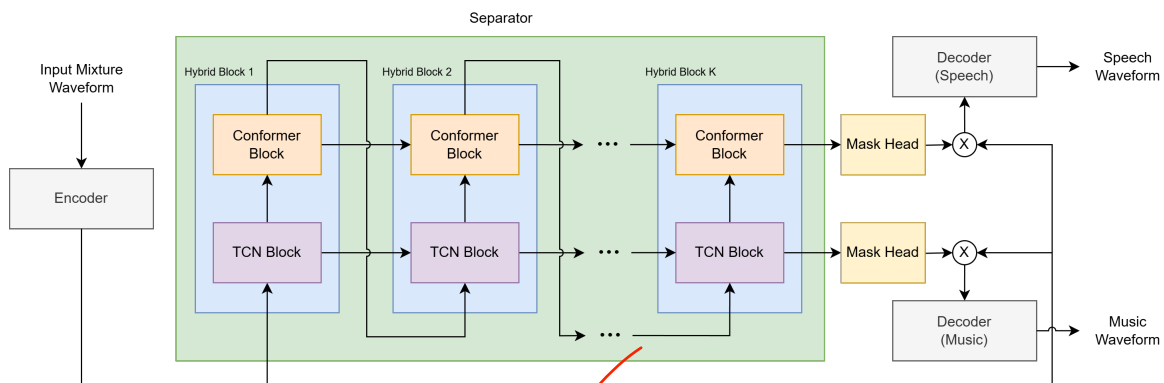 Separator
Input Mixture
Waveform
Encoder
Hybrid Block 1
Conformer
Block
TCN Block
Hybrid Block 2
Conformer
Block
TCN Block
•••
•••
•••
Hybrid Block K
Conformer
Block
TCN Block
Mask Head
X
Mask Head
X
Decoder
(Speech)
Speech
Waveform
Decoder
(Music)
Music
Waveform